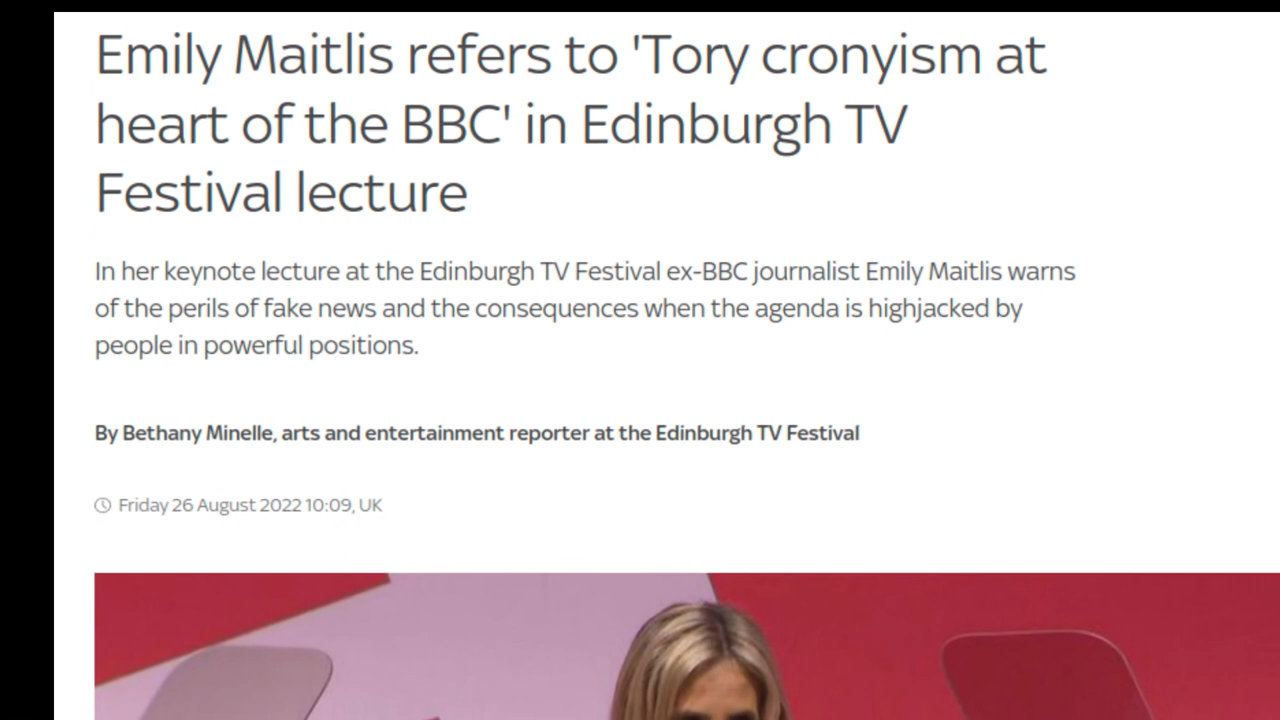 Emily Maitlis refers to 'Tory cronyism at
heart of the BBC' in Edinburgh TV
Festival lecture
In her keynote lecture at the Edinburgh TV Festival ex-BBC journalist Emily Maitlis warns
of the perils of fake news and the consequences when the agenda is highjacked by
people in powerful positions.
By Bethany Minelle, arts and entertainment reporter at the Edinburgh TV Festival
Friday 26 August 2022 10:09, UK